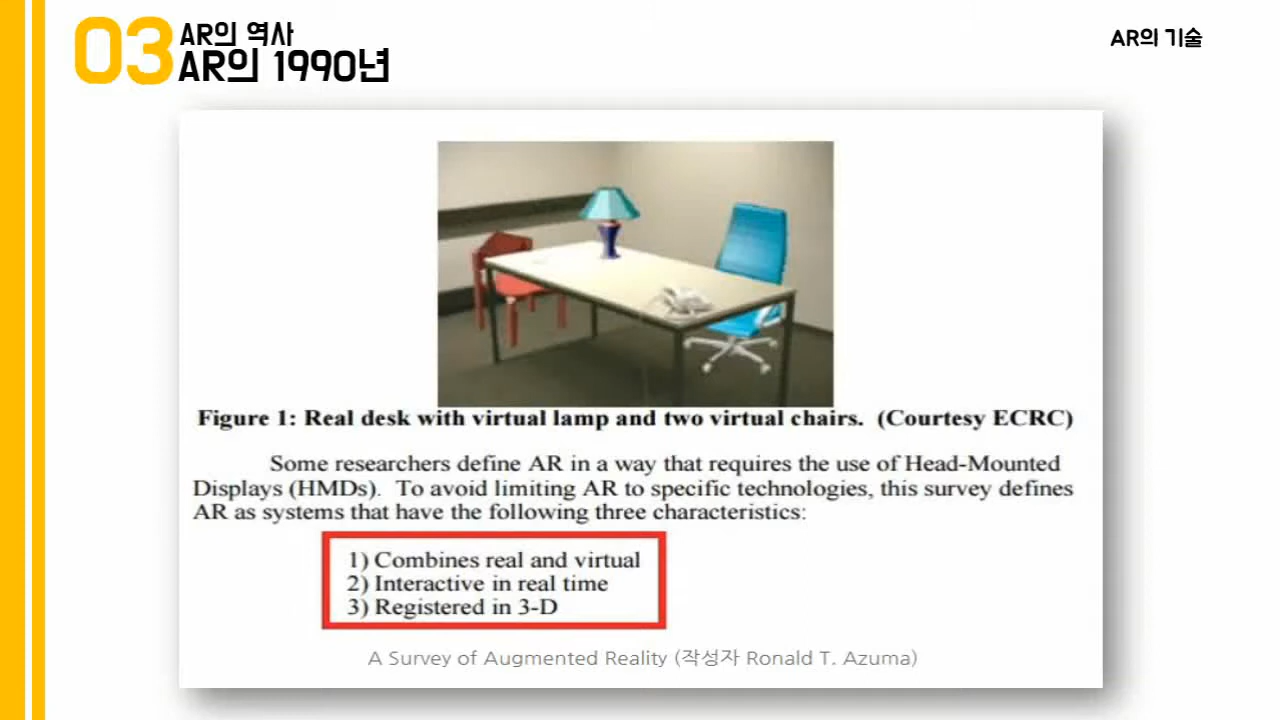 03
AR의 역사
AR의 1990년
AR의 기술
Figure 1: Real desk with virtual lamp and two virtual chairs. (Courtesy ECRC)
Some researchers define AR in a way that requires the use of Head-Mounted
Displays (HMDs). To avoid limiting AR to specific technologies, this survey defines
AR as systems that have the following three characteristics:
1) Combines real and virtual
2) Interactive in real time
3) Registered in 3-D
A Survey of Augmented Reality (작성자 Ronald T. Azuma)